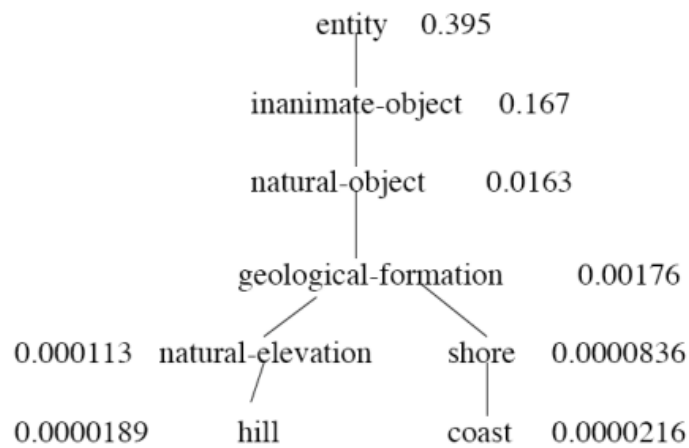 entity 0.395
inanimate-object 0.167
natural-object 0.0163
geological-formation 0.00176
0.000113 natural-elevation shore 0.0000836
0.0000189 hill coast 0.0000216